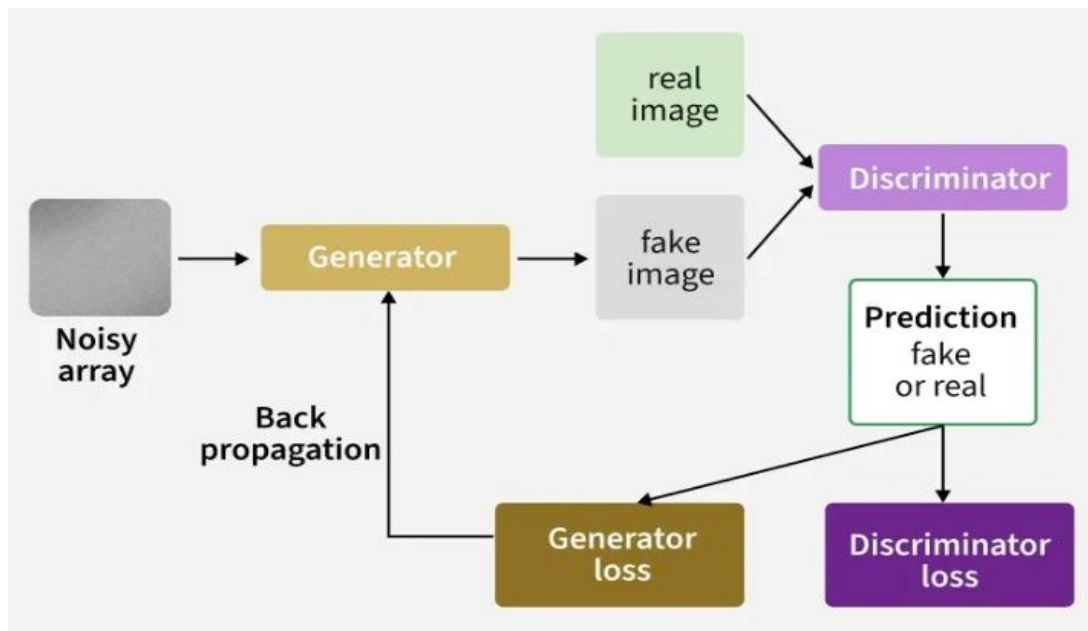 real
image
Discriminator
Generator
fake
image
Noisy
array
Prediction
fake
or real
Back
propagation
Generator
loss
Discriminator
loss